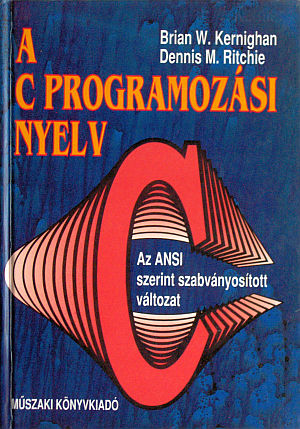 Brian W. Kernighan
Dennis M. Ritchie
A
C PROGRAMOZÁSI
NYELV
C
Az ANSI
szerint szabványosított
változat
MŰSZAKI KÖNYVKIADÓ